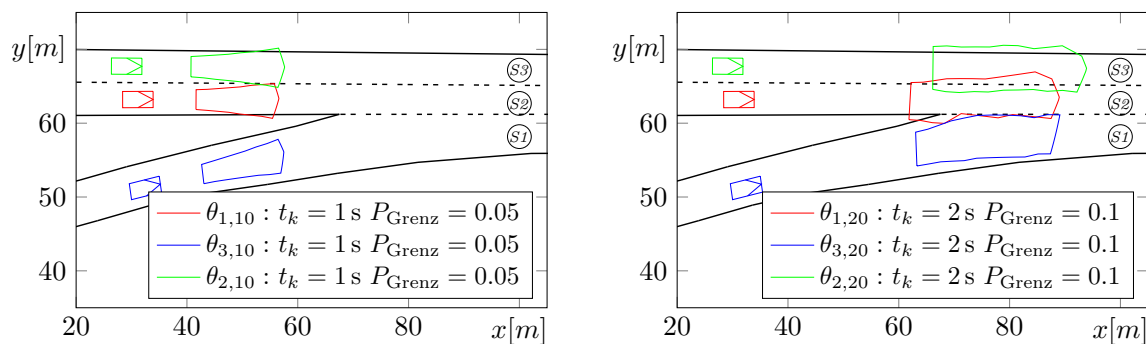 y[m]
60
50
40
20
40
60
80
x[m]
S3
S2
S1
θ1,10 : tk = 1 s PGrenz = 0.05
θ3,10 : tk = 1 s PGrenz = 0.05
θ2,10 : tk = 1 s PGrenz = 0.05
y[m]
60
50
40
20
40
60
80
x[m]
S3
S2
S1
θ1,20 : tk = 2 s PGrenz = 0.1
θ3,20 : tk = 2 s PGrenz = 0.1
θ2,20 : tk = 2 s PGrenz = 0.1